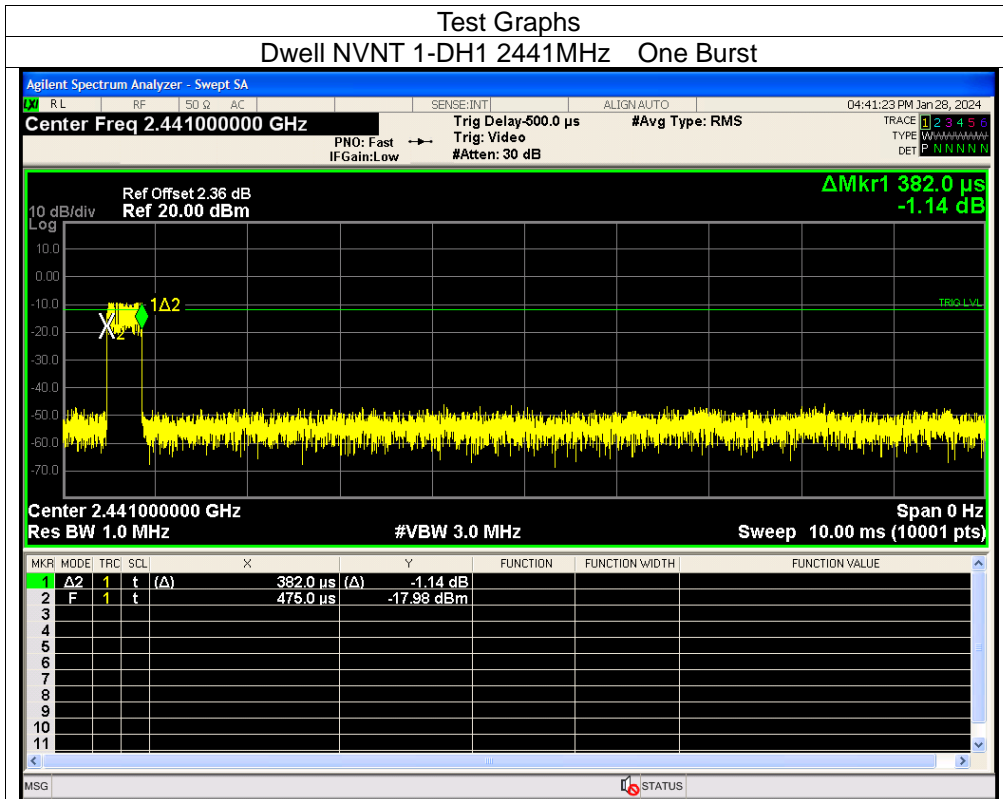 Test Graphs
Dwell NVNT 1-DH1 2441MHz One Burst
Agilent Spectrum Analyzer - Swept SA
LXI RL RF 50 Ω AC SENSE:INT ALIGN AUTO 04:41:23 PM Jan 28, 2024
Center Freq 2.441000000 GHz Trig Delay-500.0 µs #Avg Type: RMS TRACE 1 2 3 4 5 6
PNO: Fast Trig: Video TYPE WWWWWW
IFGain:Low #Atten: 30 dB DET P N N N N N
ΔMkr1 382.0 µs
-1.14 dB
Ref Offset 2.36 dB
10 dB/div Ref 20.00 dBm
Log
10.0
0.00
-10.0 1Δ2 TRIG LVL
X2
-20.0
-30.0
-40.0
-50.0
-60.0
-70.0
Center 2.441000000 GHz Span 0 Hz
Res BW 1.0 MHz #VBW 3.0 MHz Sweep 10.00 ms (10001 pts)
MKR MODE TRC SCL X Y FUNCTION FUNCTION WIDTH FUNCTION VALUE
1 Δ2 1 t (Δ) 382.0 µs (Δ) -1.14 dB
2 F 1 t 475.0 µs -17.98 dBm
3
4
5
6
7
8
9
10
11
MSG STATUS